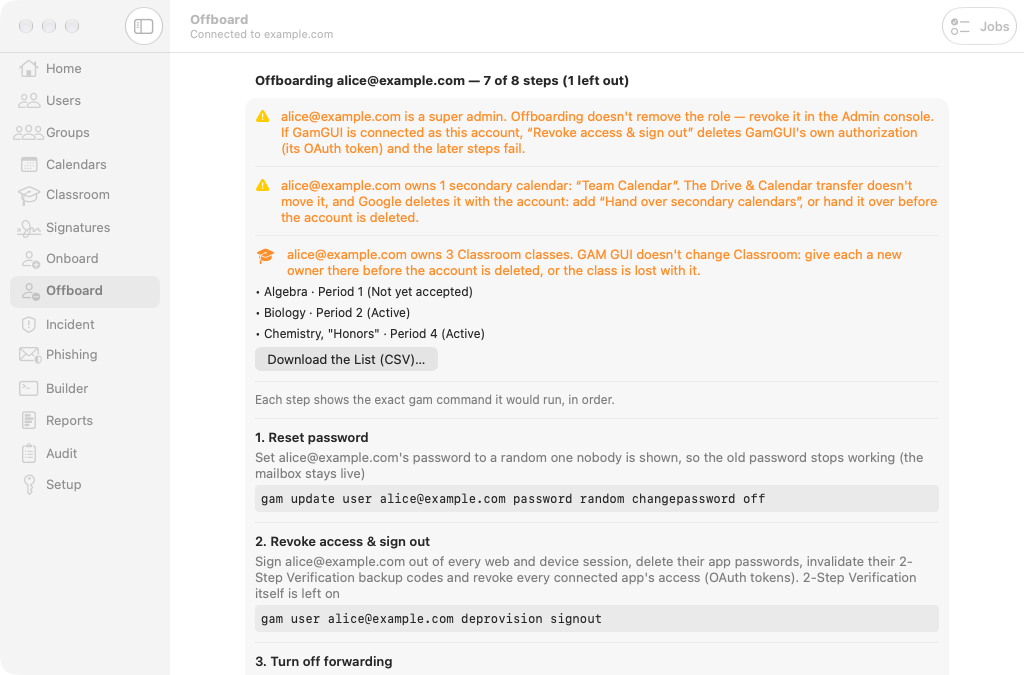 Offboard
Connected to example.com
Jobs
Home
Users
Groups
Calendars
Classroom
Signatures
Onboard
Offboard
Incident
Phishing
Builder
Reports
Audit
Setup
Offboarding alice@example.com — 7 of 8 steps (1 left out)
alice@example.com is a super admin. Offboarding doesn't remove the role — revoke it in the Admin console.
If GamGUI is connected as this account, “Revoke access & sign out” deletes GamGUI's own authorization
(its OAuth token) and the later steps fail.
alice@example.com owns 1 secondary calendar: “Team Calendar”. The Drive & Calendar transfer doesn't
move it, and Google deletes it with the account: add “Hand over secondary calendars”, or hand it over before
the account is deleted.
alice@example.com owns 3 Classroom classes. GAM GUI doesn't change Classroom: give each a new
owner there before the account is deleted, or the class is lost with it.
• Algebra · Period 1 (Not yet accepted)
• Biology · Period 2 (Active)
• Chemistry, "Honors" · Period 4 (Active)
Download the List (CSV)...
Each step shows the exact gam command it would run, in order.
1. Reset password
Set alice@example.com's password to a random one nobody is shown, so the old password stops working (the
mailbox stays live)
gam update user alice@example.com password random changepassword off
2. Revoke access & sign out
Sign alice@example.com out of every web and device session, delete their app passwords, invalidate their 2-
Step Verification backup codes and revoke every connected app's access (OAuth tokens). 2-Step Verification
itself is left on
gam user alice@example.com deprovision signout
3. Turn off forwarding